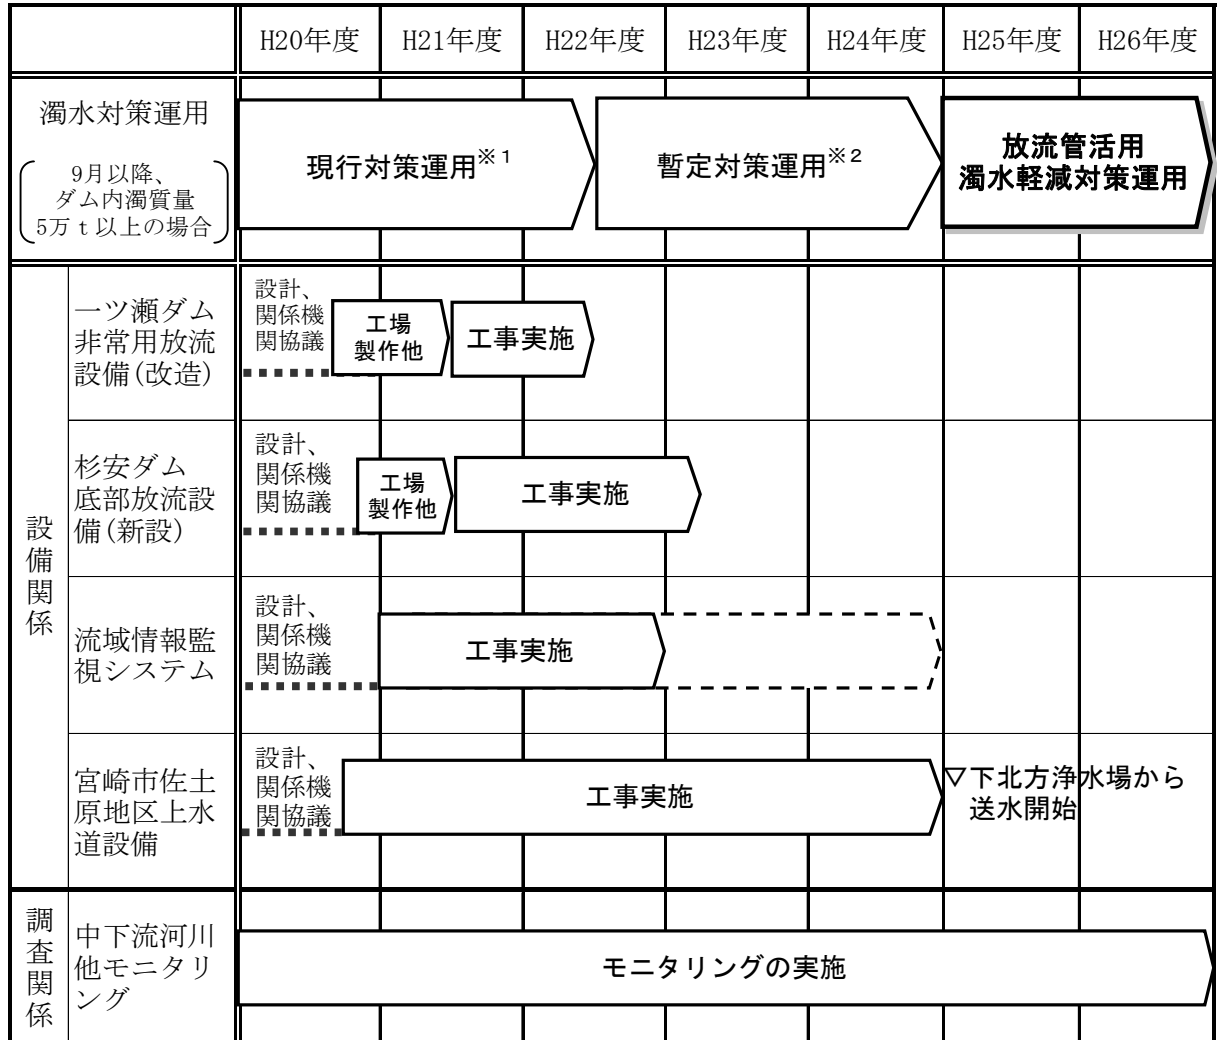 H20年度 H21年度 H22年度 H23年度 H24年度 H25年度 H26年度
濁水対策運用
9月以降、
ダム内濁質量
5万ｔ以上の場合
現行対策運用※1
暫定対策運用※2
放流管活用
濁水軽減対策運用
設備関係
一ツ瀬ダム
非常用放流
設備(改造)
設計、
関係機
関協議
工場
製作他
工事実施
杉安ダム
底部放流設
備(新設)
設計、
関係機
関協議
工場
製作他
工事実施
流域情報監
視システム
設計、
関係機
関協議
工事実施
宮崎市佐土
原地区上水
道設備
設計、
関係機
関協議
工事実施
▽下北方浄水場から
送水開始
調査関係
中下流河川
他モニタリ
ング
モニタリングの実施